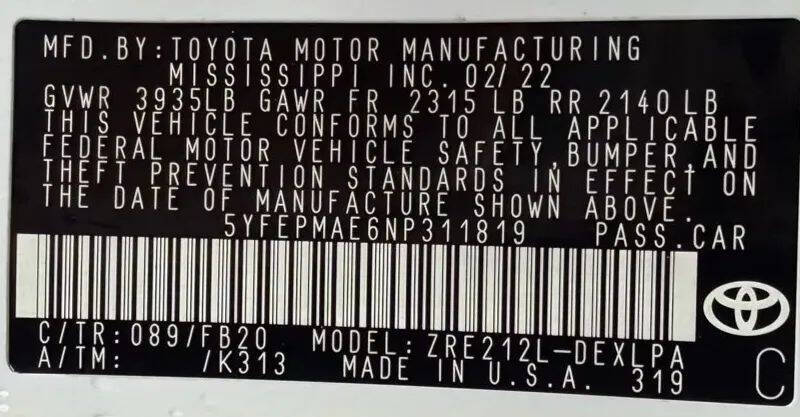 MFD. BY: TOYOTA MOTOR MANUFACTURING
MISSISSIPPI INC. 02/22
GVWR 3935LB GAWR FR 2315 LB RR 2140 LB
THIS VEHICLE CONFORMS TO ALL APPLICABLE
FEDERAL MOTOR VEHICLE SAFETY, BUMPER, AND
THEFT PREVENTION STANDARDS IN EFFECT ON
THE DATE OF MANUFACTURE SHOWN ABOVE.
5YFEPMAE6NP311819 PASS. CAR
C/TR: 089/FB20 MODEL: ZRE212L-DEXLPA
A/TM: /K313 MADE IN U.S.A. 319 C